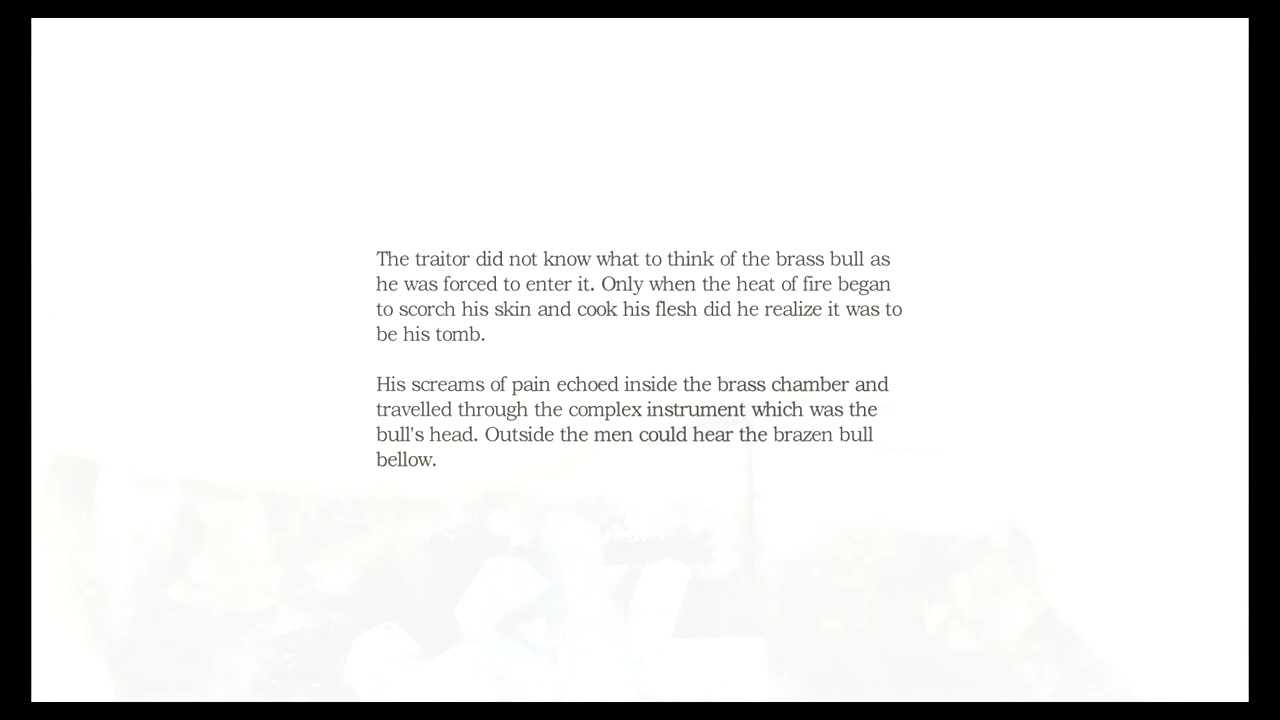 The traitor did not know what to think of the brass bull as
he was forced to enter it. Only when the heat of fire began
to scorch his skin and cook his flesh did he realize it was to
be his tomb.
His screams of pain echoed inside the brass chamber and
travelled through the complex instrument which was the
bull's head. Outside the men could hear the brazen bull
bellow.